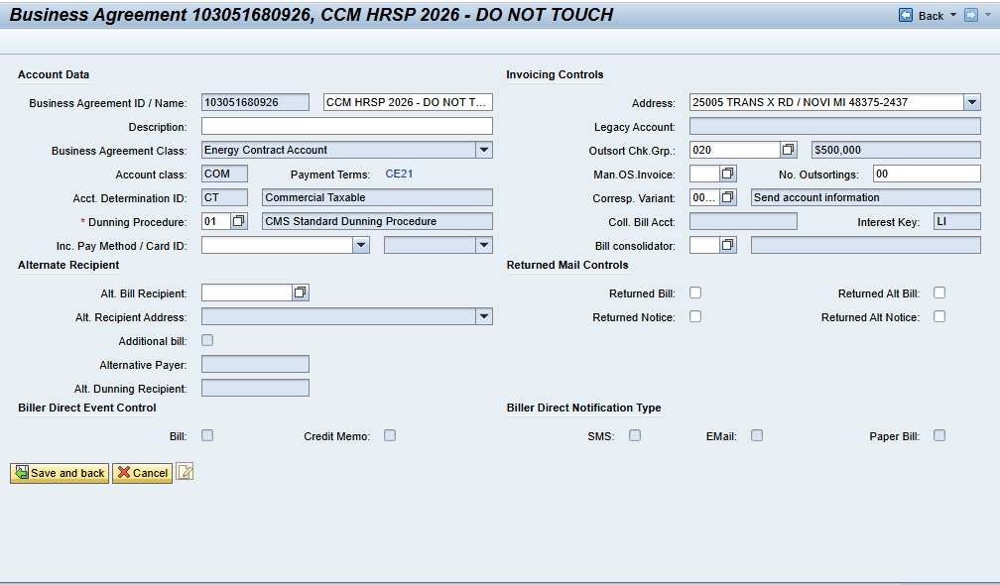 Business Agreement 103051680926, CCM HRSP 2026 - DO NOT TOUCH
Back
Account Data
Business Agreement ID / Name: 103051680926 CCM HRSP 2026 - DO NOT T...
Description:
Business Agreement Class: Energy Contract Account
Account class: COM Payment Terms: CE21
Acct. Determination ID: CT Commercial Taxable
* Dunning Procedure: 01 CMS Standard Dunning Procedure
Inc. Pay Method / Card ID:
Alternate Recipient
Alt. Bill Recipient:
Alt. Recipient Address:
Additional bill:
Alternative Payer:
Alt. Dunning Recipient:
Biller Direct Event Control
Bill: Credit Memo:
Invoicing Controls
Address: 25005 TRANS X RD / NOVI MI 48375-2437
Legacy Account:
Outsort Chk.Grp.: 020 $500,000
Man.OS.Invoice: No. Outsortings: 00
Corresp. Variant: 00... Send account information
Coll. Bill Acct: Interest Key: LI
Bill consolidator:
Returned Mail Controls
Returned Bill: Returned Alt Bill:
Returned Notice: Returned Alt Notice:
Biller Direct Notification Type
SMS: EMail: Paper Bill:
Save and back Cancel